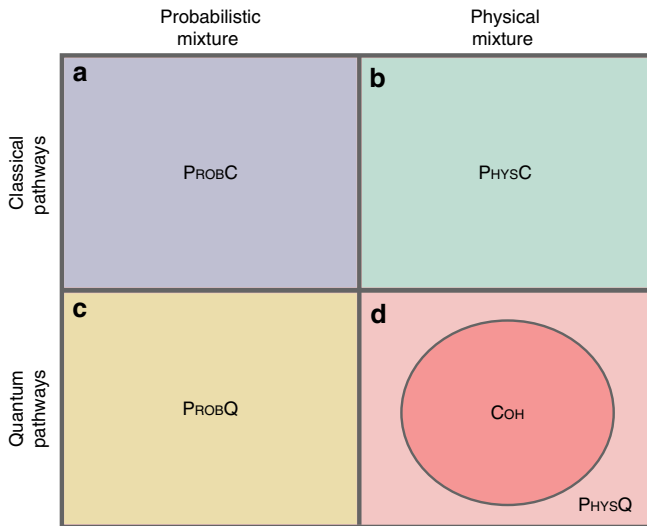 Probabilistic
mixture
Physical
mixture
Classical
pathways
a
PROBC
b
PHYSC
Quantum
pathways
c
PROBQ
d
COH
PHYSQ